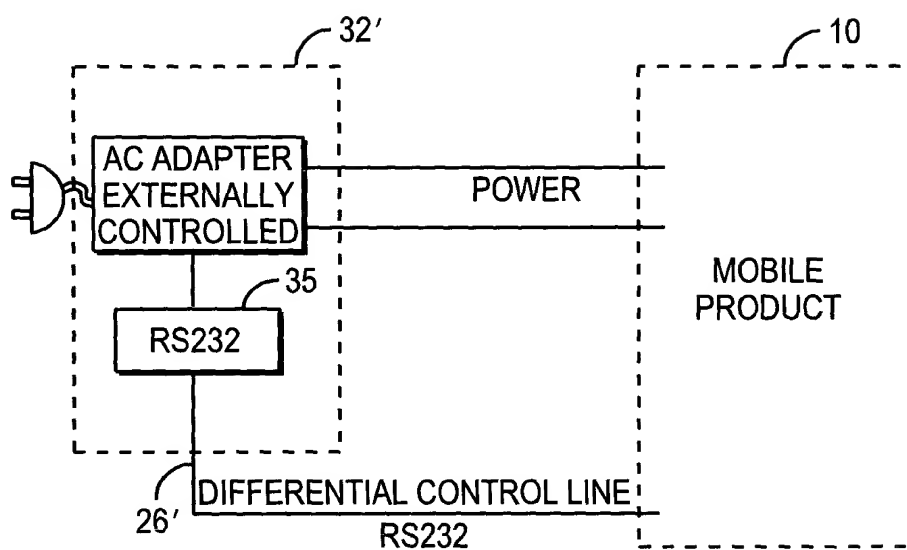 32′
10
AC ADAPTER
EXTERNALLY
CONTROLLED
POWER
MOBILE
PRODUCT
35
RS232
26′
DIFFERENTIAL CONTROL LINE
RS232